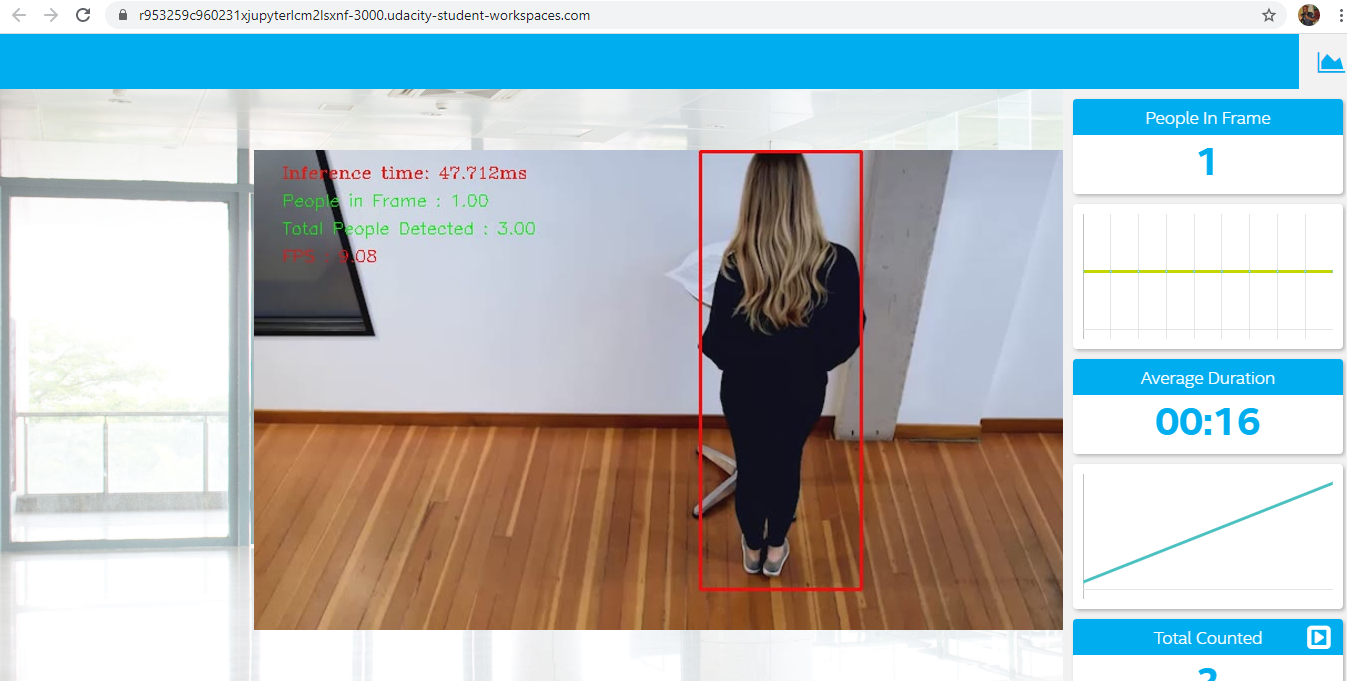 r953259c960231xjupyterlcm2lsxnf-3000.udacity-student-workspaces.com
Inference time: 47.712ms
People in Frame : 1.00
Total People Detected : 3.00
FPS : 9.08
People In Frame
1
Average Duration
00:16
Total Counted